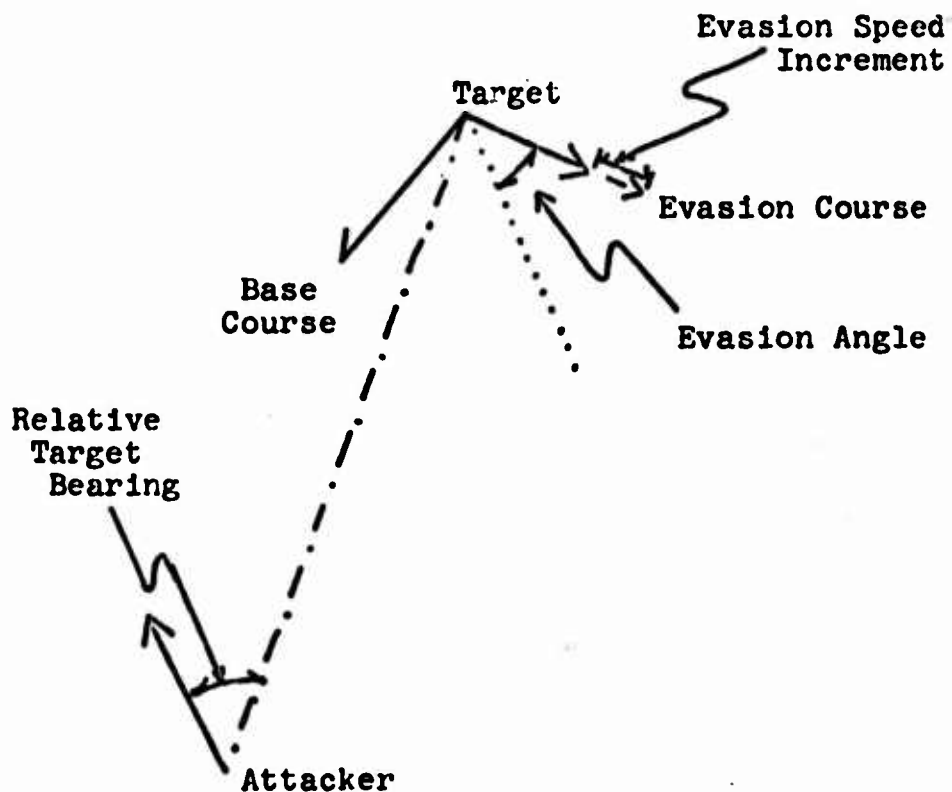 Evasion Speed
Increment
Target
Evasion Course
Base
Course
Evasion Angle
Relative
Target
Bearing
Attacker